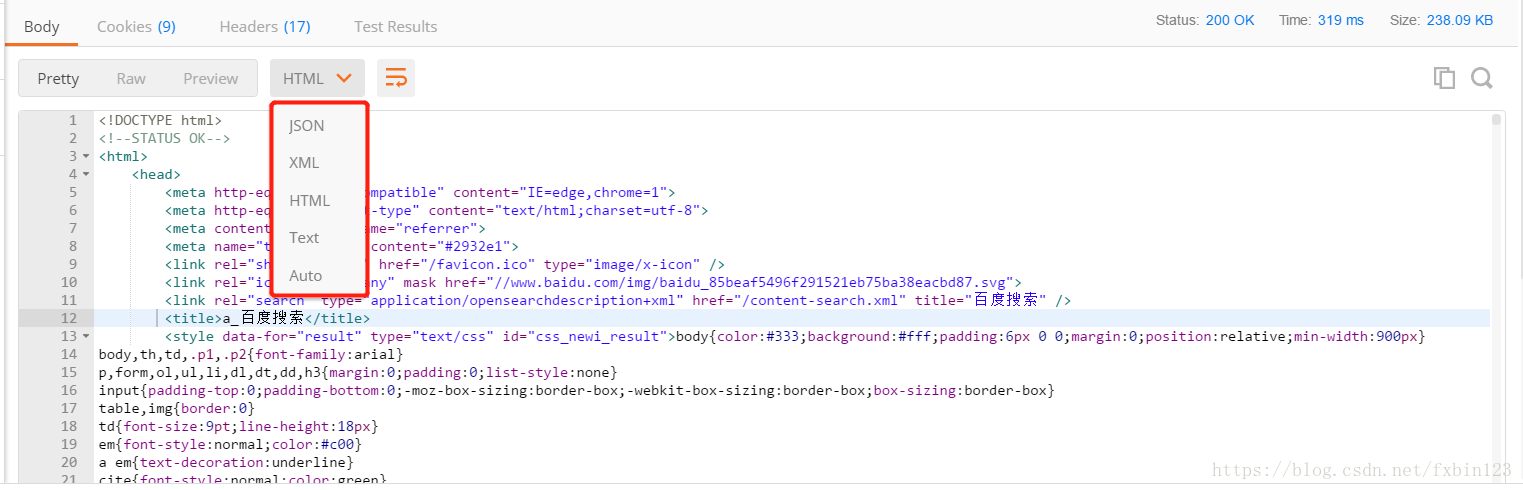 Body Cookies (9) Headers (17) Test Results Status: 200 OK Time: 319 ms Size: 238.09 KB
Pretty Raw Preview HTML
JSON
XML
HTML
Text
Auto
1 <!DOCTYPE html>
2 <!--STATUS OK-->
3 <html>
4 <head>
5 <meta http-eq ompatible" content="IE=edge,chrome=1">
6 <meta http-eq t-type" content="text/html;charset=utf-8">
7 <meta conten ame="referrer">
8 <meta name="t content="#2932e1">
9 <link rel="sh href="/favicon.ico" type="image/x-icon" />
10 <link rel="ic ny" mask href="//www.baidu.com/img/baidu_85beaf5496f291521eb75ba38eacbd87.svg">
11 <link rel="search" type="application/opensearchdescription+xml" href="/content-search.xml" title="百度搜索" />
12 <title>a_百度搜索</title>
13 <style data-for="result" type="text/css" id="css_newi_result">body{color:#333;background:#fff;padding:6px 0 0;margin:0;position:relative;min-width:900px}
14 body,th,td,.p1,.p2{font-family:arial}
15 p,form,ol,ul,li,dl,dt,dd,h3{margin:0;padding:0;list-style:none}
16 input{padding-top:0;padding-bottom:0;-moz-box-sizing:border-box;-webkit-box-sizing:border-box;box-sizing:border-box}
17 table,img{border:0}
18 td{font-size:9pt;line-height:18px}
19 em{font-style:normal;color:#c00}
20 a em{text-decoration:underline}
21 cite{font-style:normal;color:green}
https://blog.csdn.net/fxbin123